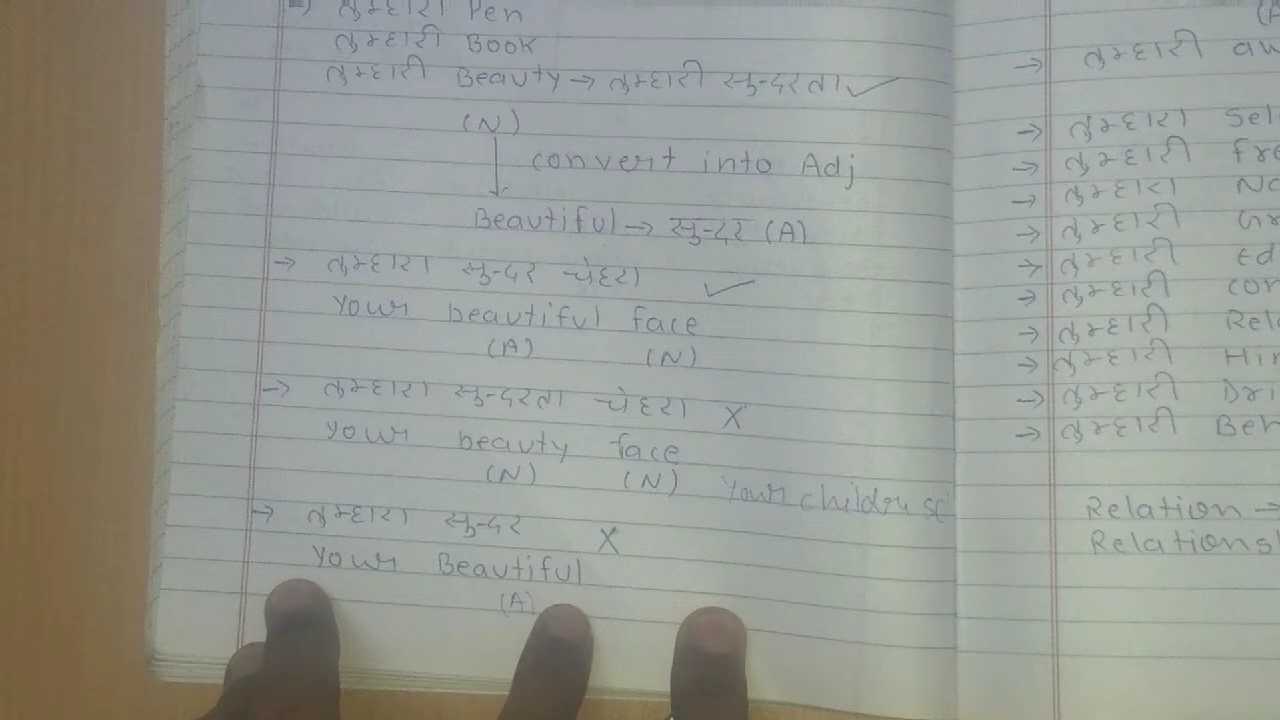 तुम्हारा Pen
तुम्हारी Book
तुम्हारी Beauty → तुम्हारी सुन्दरता ✓
(N)
convert into Adj
Beautiful → सुन्दर (A)
→ तुम्हारा सुन्दर चेहरा ✓
Your beautiful face
(A) (N)
→ तुम्हारा सुन्दरता चेहरा X
Your beauty face
(N) (N) Your
→ तुम्हारा सुन्दर X
Your Beautiful
(A)
→ तुम्हारी
→ तुम्हारा
→ तुम्हारी
→ तुम्हारा
→ तुम्हारी
→ तुम्हारी
→ तुम्हारी
→ तुम्हारी
→ तुम्हारी
→ तुम्हारी
→ तुम्हारी
Relation →